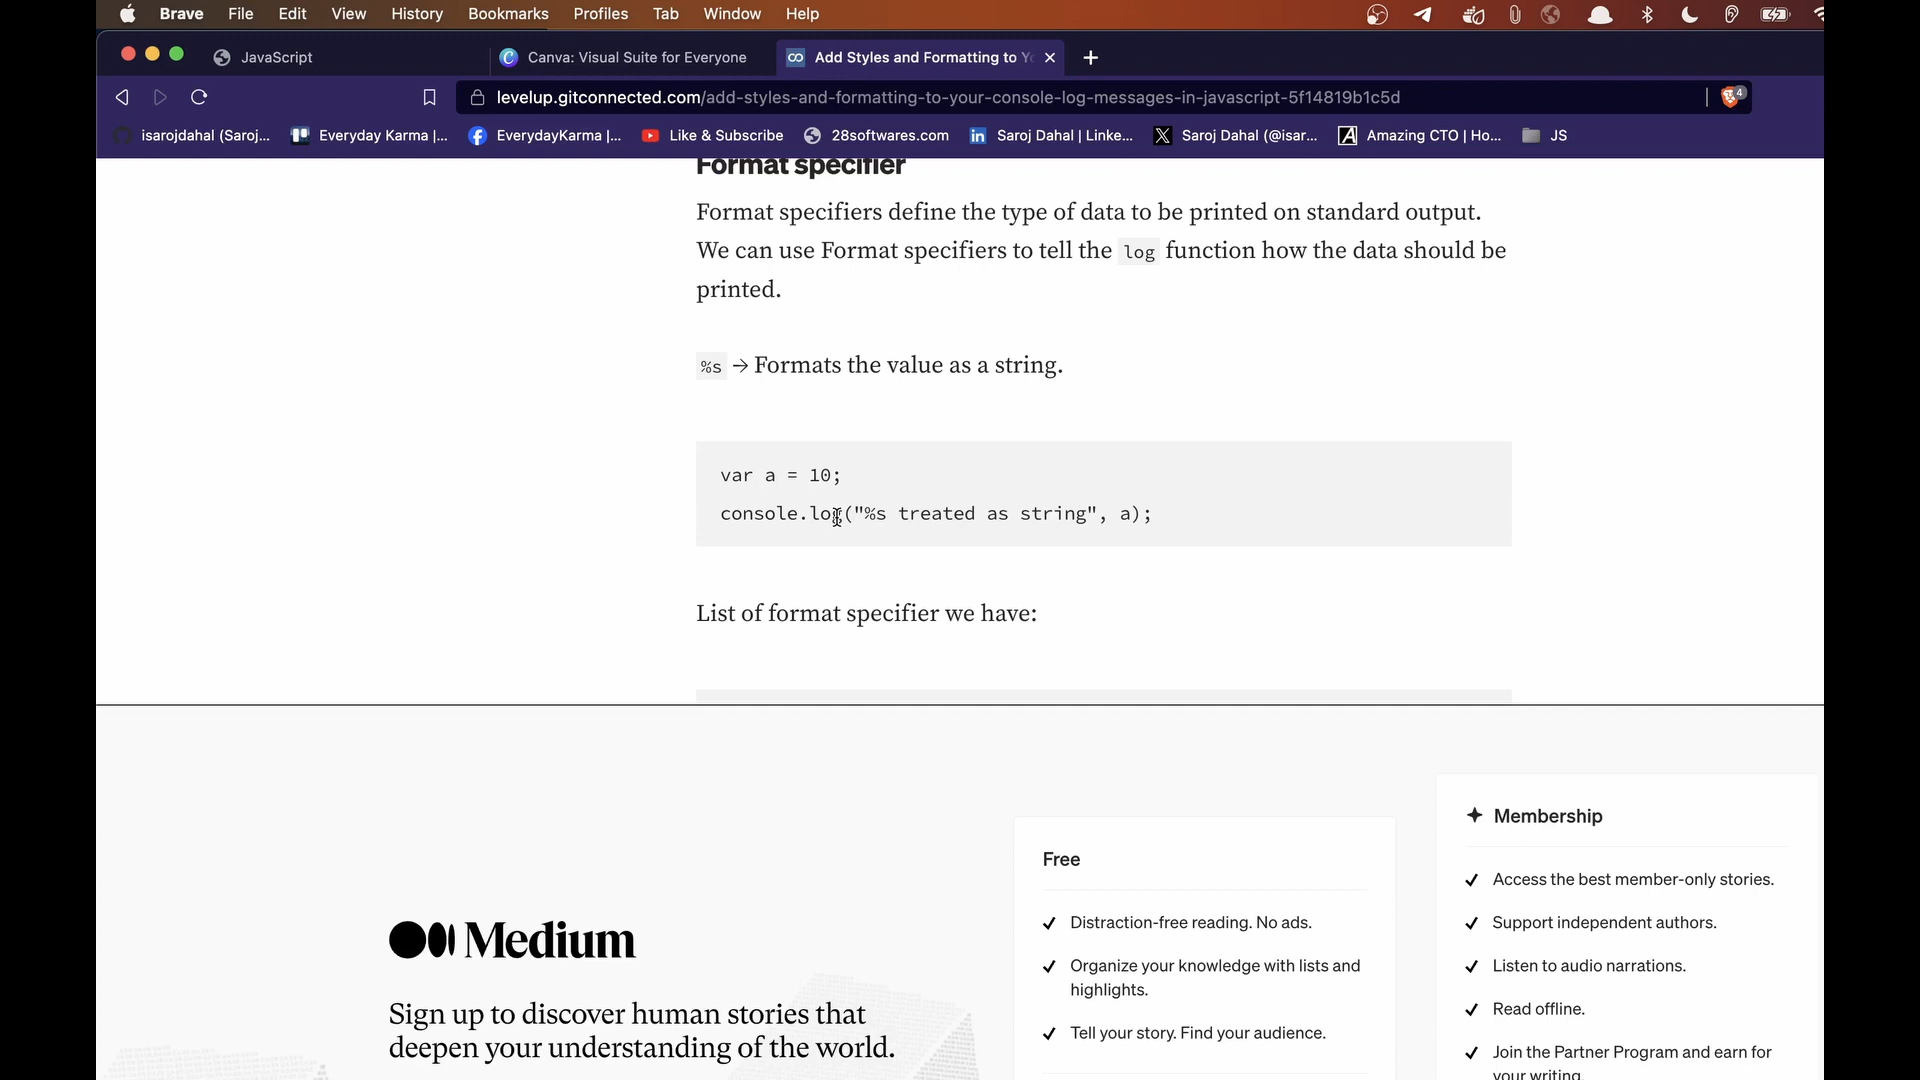 Brave File Edit View History Bookmarks Profiles Tab Window Help
JavaScript
Canva: Visual Suite for Everyone
Add Styles and Formatting to Yo
levelup.gitconnected.com/add-styles-and-formatting-to-your-console-log-messages-in-javascript-5f14819b1c5d
4
isarojdahal (Saroj... Everyday Karma |... EverydayKarma |... Like & Subscribe 28softwares.com Saroj Dahal | Linke... Saroj Dahal (@isar... Amazing CTO | Ho... JS
Format specifier
Format specifiers define the type of data to be printed on standard output.
We can use Format specifiers to tell the log function how the data should be
printed.
%s → Formats the value as a string.
var a = 10;
console.log("%s treated as string", a);
List of format specifier we have:
Medium
Sign up to discover human stories that
deepen your understanding of the world.
Free
Distraction-free reading. No ads.
Organize your knowledge with lists and
highlights.
Tell your story. Find your audience.
Membership
Access the best member-only stories.
Support independent authors.
Listen to audio narrations.
Read offline.
Join the Partner Program and earn for
your writing.